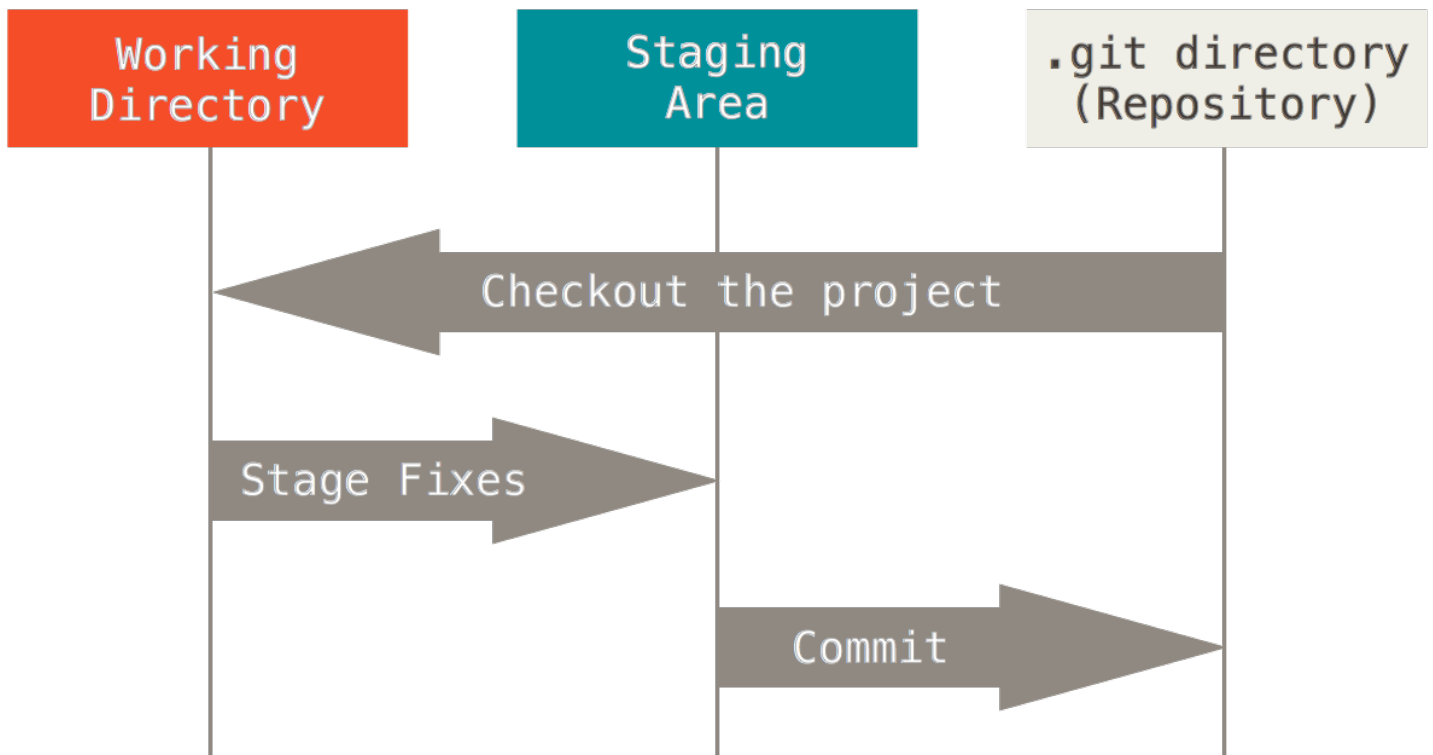 Working
Directory
Staging
Area
.git directory
(Repository)
Checkout the project
Stage Fixes
Commit